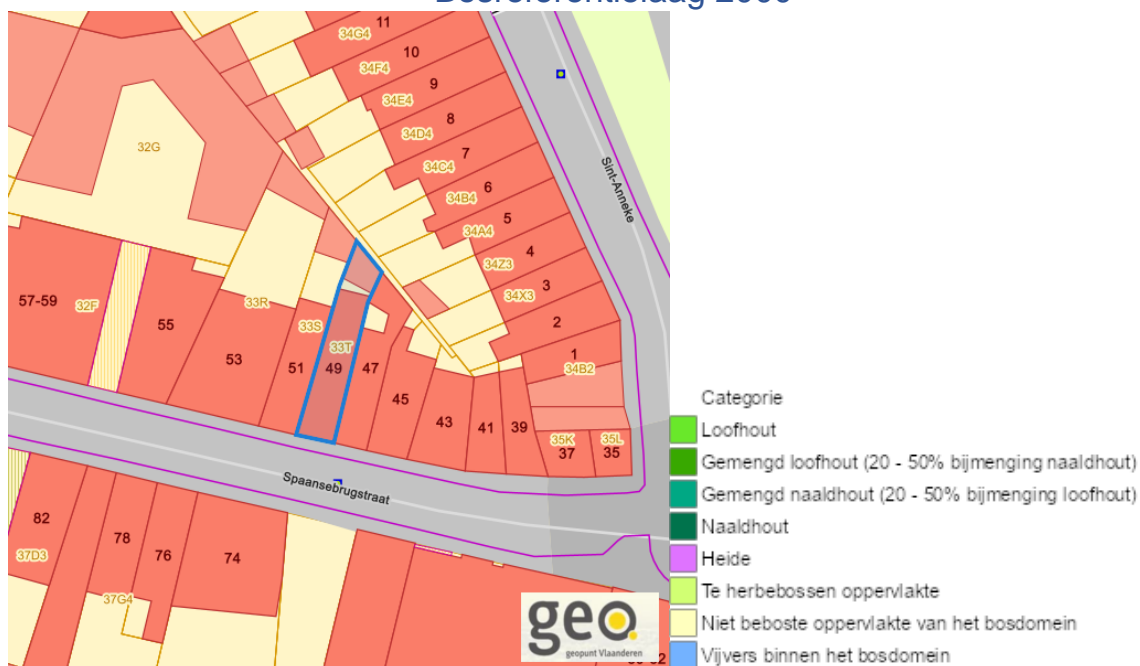 11
34G4
10
34F4
9
34E4
8
34D4
7
34C4
6
34B4
5
34A4
4
34Z3
3
34X3
2
1
34B2
Sint-Anneke
32G
57-59
32F
55
33R
53
33S
51
33T
49
47
45
43
41
39
35K
37
35L
35
Spaansebrugstraat
82
37D3
78
76
74
37G4
geo
geopunt Vlaanderen
Categorie
Loofhout
Gemengd loofhout (20 - 50% bijmenging naaldhout)
Gemengd naaldhout (20 - 50% bijmenging loofhout)
Naaldhout
Heide
Te herbebossen oppervlakte
Niet beboste oppervlakte van het bosdomein
Vijvers binnen het bosdomein